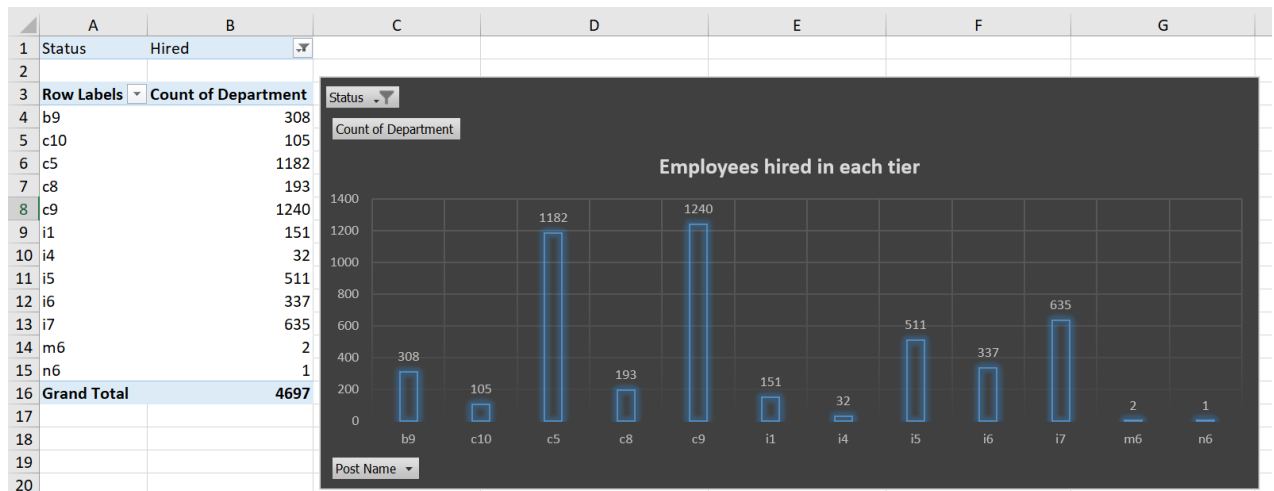 A B C D E F G
1 Status Hired
2
3 Row Labels Count of Department
4 b9 308
5 c10 105
6 c5 1182
7 c8 193
8 c9 1240
9 i1 151
10 i4 32
11 i5 511
12 i6 337
13 i7 635
14 m6 2
15 n6 1
16 Grand Total 4697
17
18
19
20
Status
Count of Department
Employees hired in each tier
1400
1200
1000
800
600
400
200
0
308 105 1182 193 1240 151 32 511 337 635 2 1
b9 c10 c5 c8 c9 i1 i4 i5 i6 i7 m6 n6
Post Name